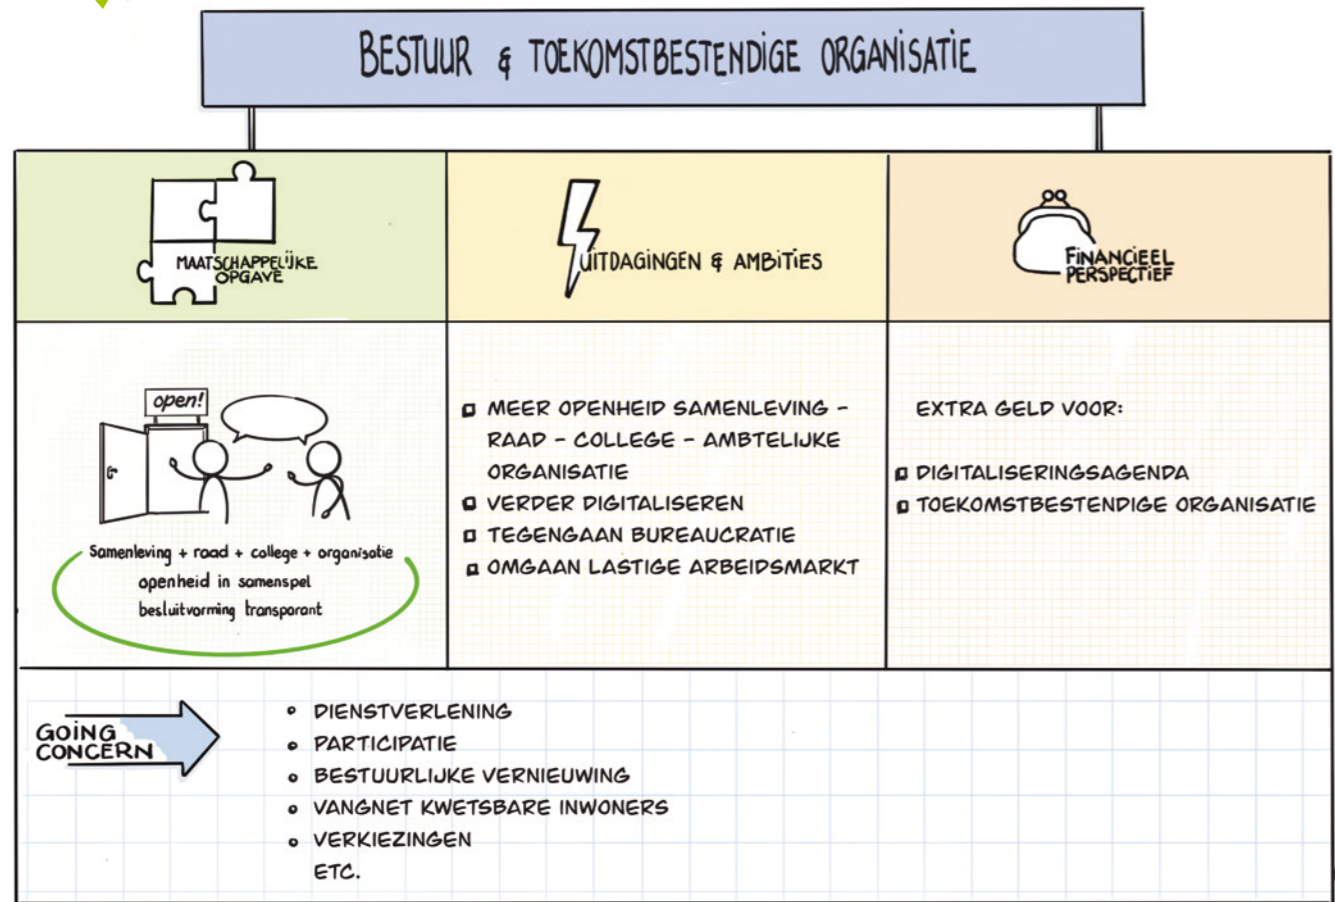 BESTUUR & TOEKOMSTBESTENDIGE ORGANISATIE
MAATSCHAPPELIJKE
OPGAVE
UITDAGINGEN & AMBITIES
FINANCIEEL
PERSPECTIEF
open!
Samenleving + raad + college + organisatie
openheid in samenspel
besluitvorming transparant
MEER OPENHEID SAMENLEVING -
RAAD - COLLEGE - AMBTELIJKE
ORGANISATIE
VERDER DIGITALISEREN
TEGENGAAN BUREAUCRATIE
OMGAAN LASTIGE ARBEIDSMARKT
EXTRA GELD VOOR:
DIGITALISERINGSAGENDA
TOEKOMSTBESTENDIGE ORGANISATIE
GOING
CONCERN
• DIENSTVERLENING
• PARTICIPATIE
• BESTUURLIJKE VERNIEUWING
• VANGNET KWETSBARE INWONERS
• VERKIEZINGEN
ETC.